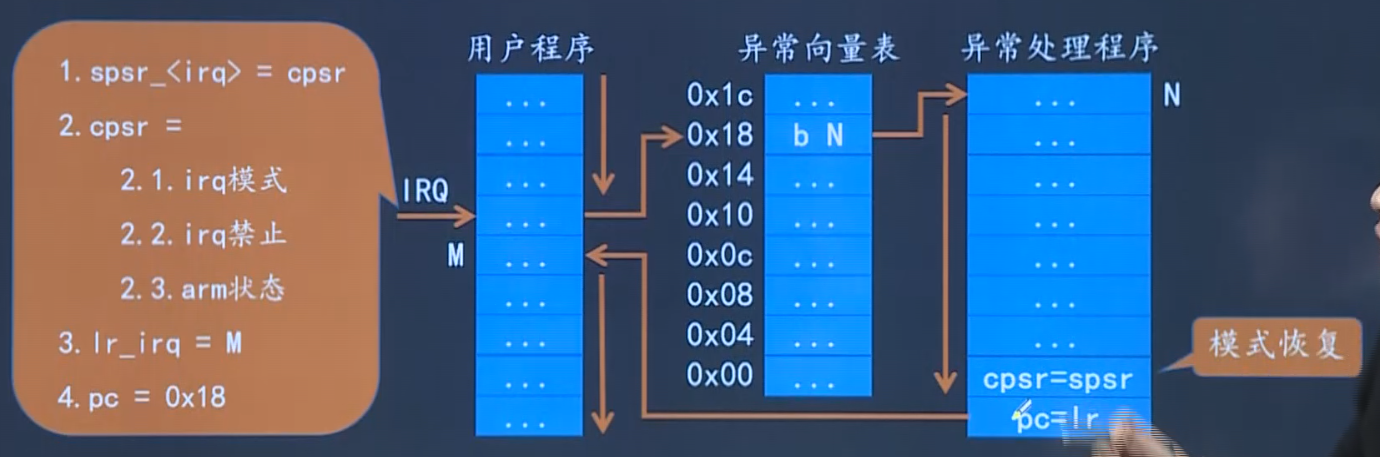 1.spsr_<irq> = cpsr
2.cpsr =
2.1.irq模式
2.2.irq禁止
2.3.arm状态
3.lr_irq = M
4.pc = 0x18
IRQ
M
用户程序
...
...
...
...
...
...
...
...
...
异常向量表
0x1c ...
0x18 b N
0x14 ...
0x10 ...
0x0c ...
0x08 ...
0x04 ...
0x00 ...
异常处理程序
... N
...
...
...
...
...
...
cpsr=spsr
pc=lr
模式恢复